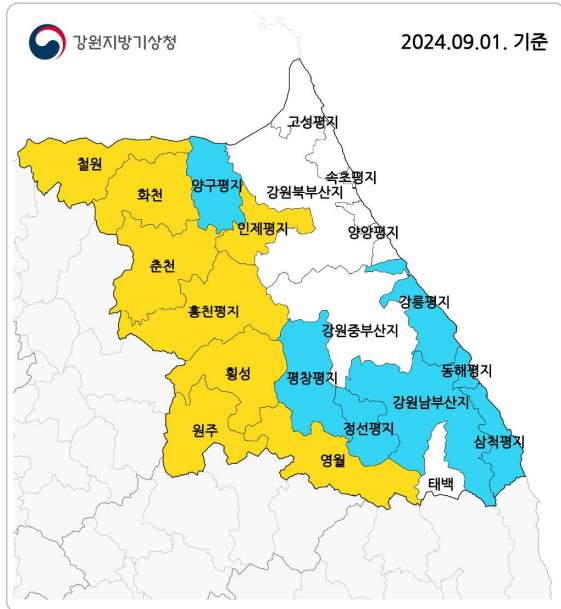 강원지방기상청
2024.09.01. 기준
고성평지
철원
속초평지
양구평지
강원북부산지
화천
인제평지
양양평지
춘천
강릉평지
홍천평지
강원중부산지
동해평지
횡성
평창평지
강원남부산지
정선평지
원주
삼척평지
영월
태백